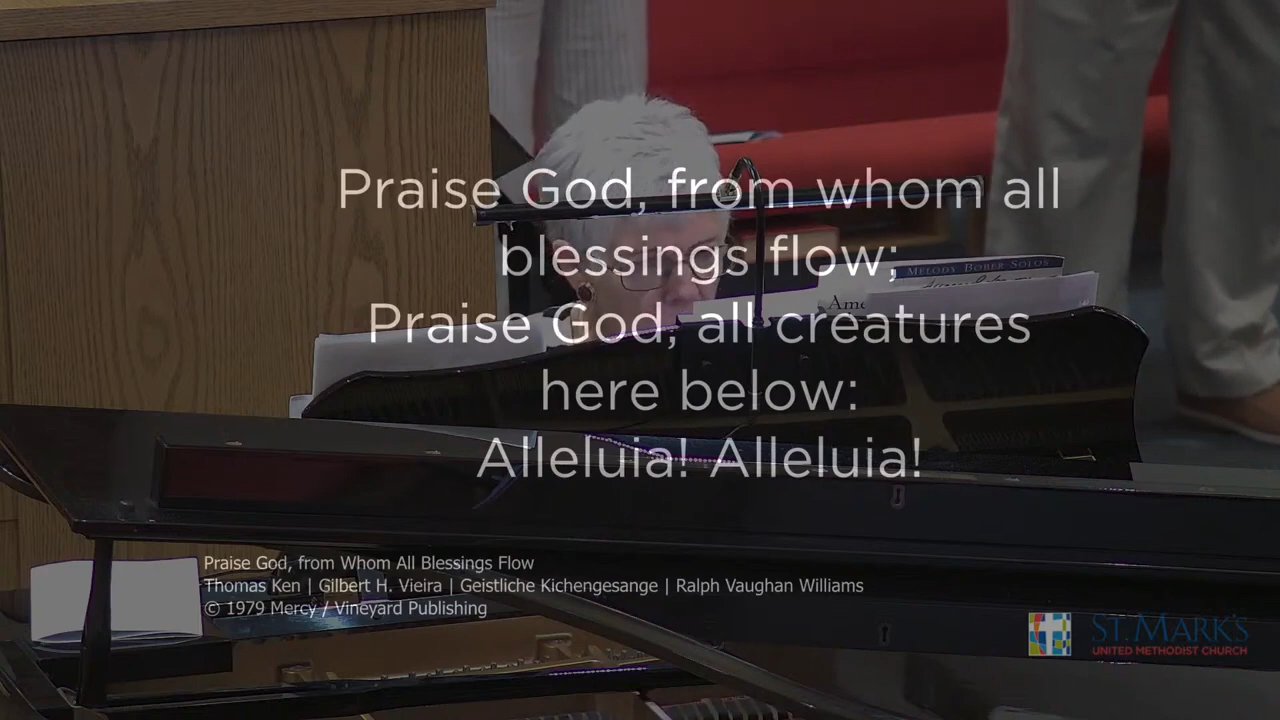 Praise God, from whom all
blessings flow;
Praise God, all creatures
here below:
Alleluia! Alleluia!
MELODY BOBER SOLOS
Ame
Praise God, from Whom All Blessings Flow
Thomas Ken | Gilbert H. Vieira | Geistliche Kichengesange | Ralph Vaughan Williams
© 1979 Mercy / Vineyard Publishing
ST. MARK'S
UNITED METHODIST CHURCH